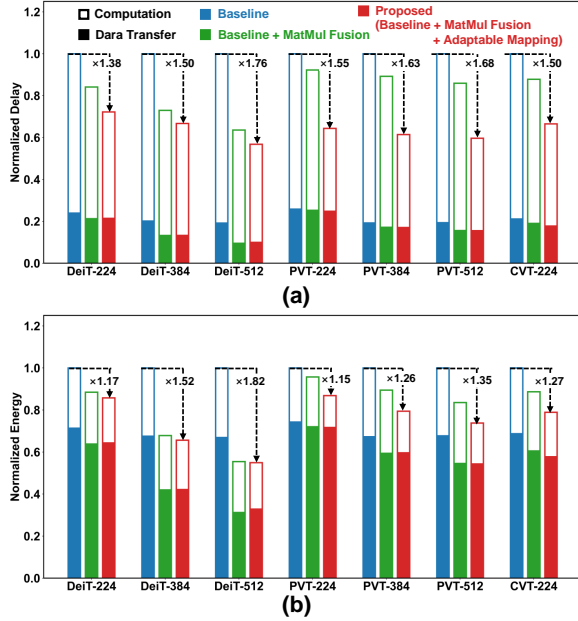 Computation
Baseline
Proposed
(Baseline + MatMul Fusion
+ Adaptable Mapping)
Dara Transfer
Baseline + MatMul Fusion
Normalized Delay
1.2
1.0
0.8
0.6
0.4
0.2
0.0
×1.38
×1.50
×1.76
×1.55
×1.63
×1.68
×1.50
DeiT-224
DeiT-384
DeiT-512
PVT-224
PVT-384
PVT-512
CVT-224
(a)
Normalized Energy
1.2
1.0
0.8
0.6
0.4
0.2
0.0
×1.17
×1.52
×1.82
×1.15
×1.26
×1.35
×1.27
DeiT-224
DeiT-384
DeiT-512
PVT-224
PVT-384
PVT-512
CVT-224
(b)